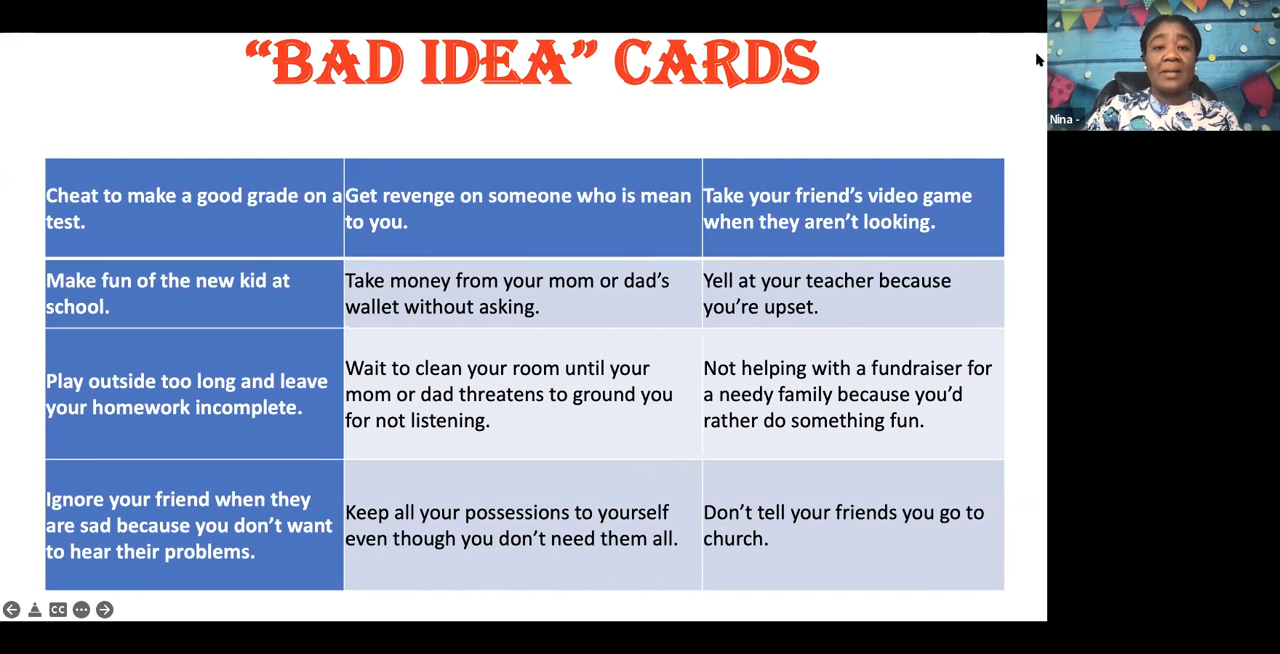 “BAD IDEA” CARDS
Nina -
Cheat to make a good grade on a
test.
Get revenge on someone who is mean
to you.
Take your friend’s video game
when they aren’t looking.
Make fun of the new kid at
school.
Take money from your mom or dad’s
wallet without asking.
Yell at your teacher because
you’re upset.
Play outside too long and leave
your homework incomplete.
Wait to clean your room until your
mom or dad threatens to ground you
for not listening.
Not helping with a fundraiser for
a needy family because you’d
rather do something fun.
Ignore your friend when they
are sad because you don’t want
to hear their problems.
Keep all your possessions to yourself
even though you don’t need them all.
Don’t tell your friends you go to
church.
CC